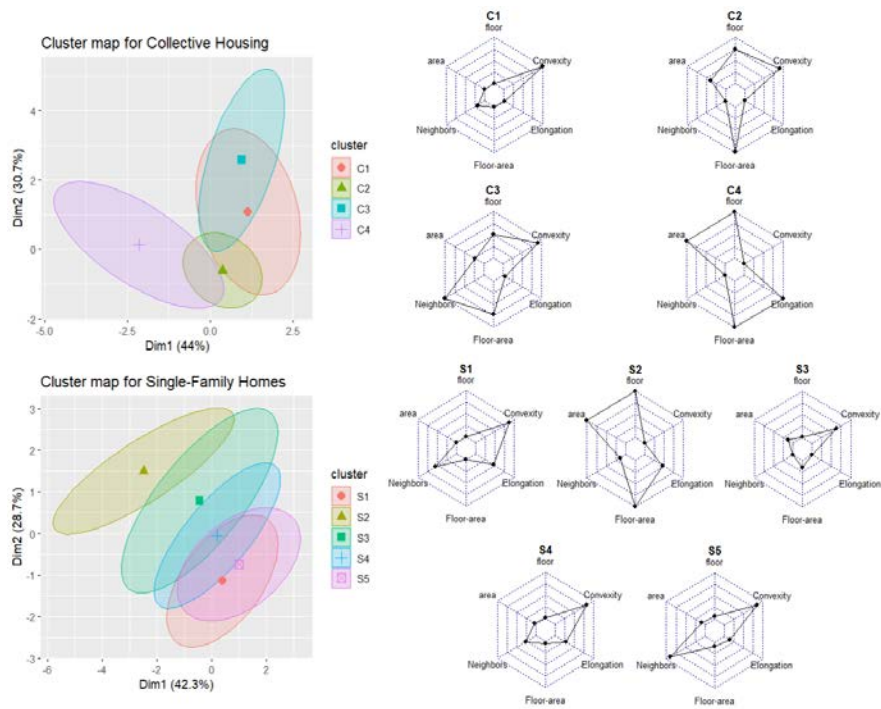 Cluster map for Collective Housing
4
2
0
-2
Dim2 (30.7%)
-5.0
-2.5
0.0
2.5
Dim1 (44%)
cluster
C1
C2
C3
C4
C1
floor
area
Convexity
Neighbors
Elongation
Floor-area
C2
floor
area
Convexity
Neighbors
Elongation
Floor-area
C3
floor
area
Convexity
Neighbors
Elongation
Floor-area
C4
floor
area
Convexity
Neighbors
Elongation
Floor-area
Cluster map for Single-Family Homes
3
2
1
0
-1
-2
-3
Dim2 (28.7%)
-6
-4
-2
0
2
Dim1 (42.3%)
cluster
S1
S2
S3
S4
S5
S1
floor
area
Convexity
Neighbors
Elongation
Floor-area
S2
floor
area
Convexity
Neighbors
Elongation
Floor-area
S3
floor
area
Convexity
Neighbors
Elongation
Floor-area
S4
floor
area
Convexity
Neighbors
Elongation
Floor-area
S5
floor
area
Convexity
Neighbors
Elongation
Floor-area